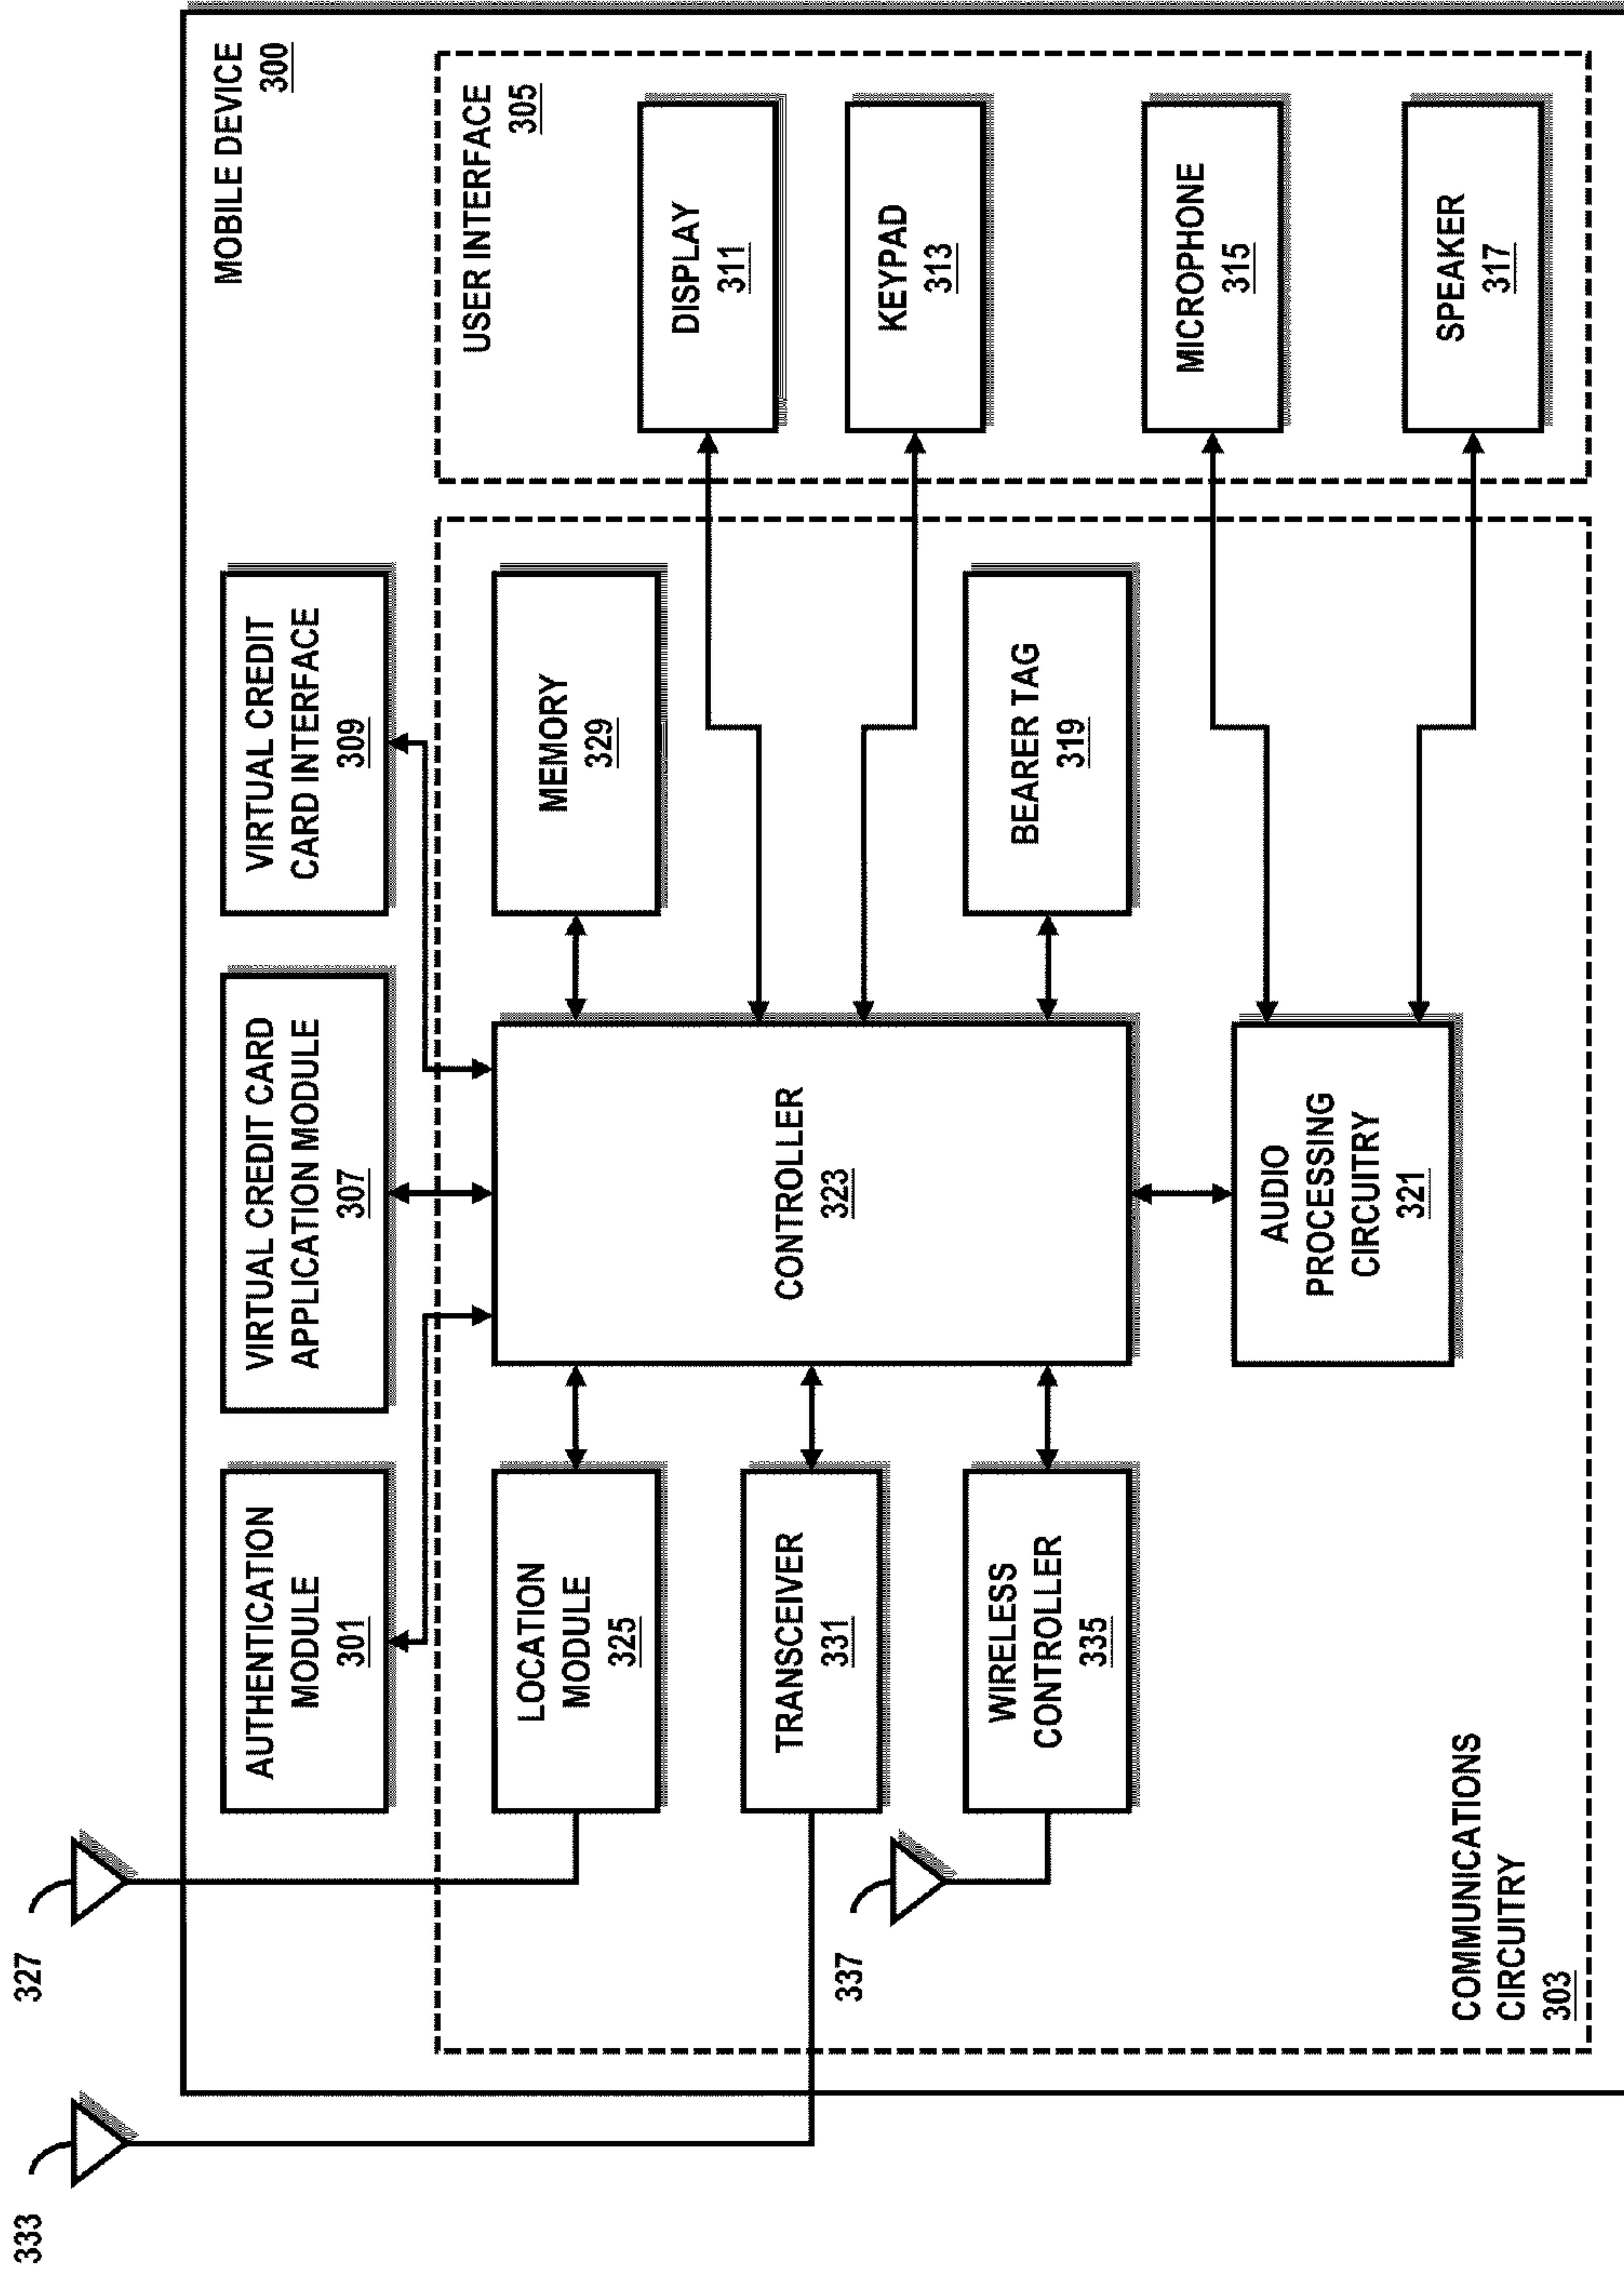 333
327
MOBILE DEVICE
300
AUTHENTICATION
MODULE
301
VIRTUAL CREDIT CARD
APPLICATION MODULE
307
VIRTUAL CREDIT
CARD INTERFACE
309
USER INTERFACE
305
LOCATION
MODULE
325
MEMORY
329
DISPLAY
311
TRANSCEIVER
331
CONTROLLER
323
KEYPAD
313
337
WIRELESS
CONTROLLER
335
BEARER TAG
319
MICROPHONE
315
AUDIO
PROCESSING
CIRCUITRY
321
SPEAKER
317
COMMUNICATIONS
CIRCUITRY
303